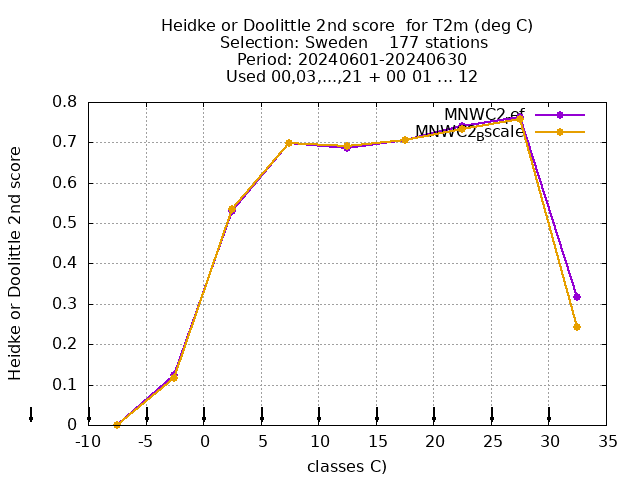 Heidke or Doolittle 2nd score  for T2m (deg C)
Selection: Sweden    177 stations
Period: 20240601-20240630
Used 00,03,...,21 + 00 01 ... 12
MNWC2
MNWC2Bscale
Heidke or Doolittle 2nd score
0.8
0.7
0.6
0.5
0.4
0.3
0.2
0.1
0
-10 -5 0 5 10 15 20 25 30 35
classes C)